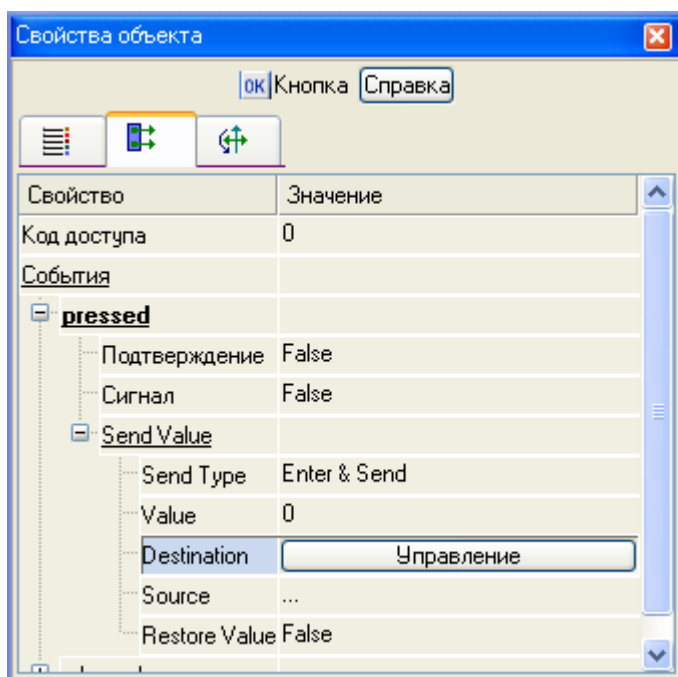 Свойства объекта
OK Кнопка Справка
Свойство Значение
Код доступа 0
События
pressed
Подтверждение False
Сигнал False
Send Value
Send Type Enter & Send
Value 0
Destination Управление
Source ...
Restore Value False